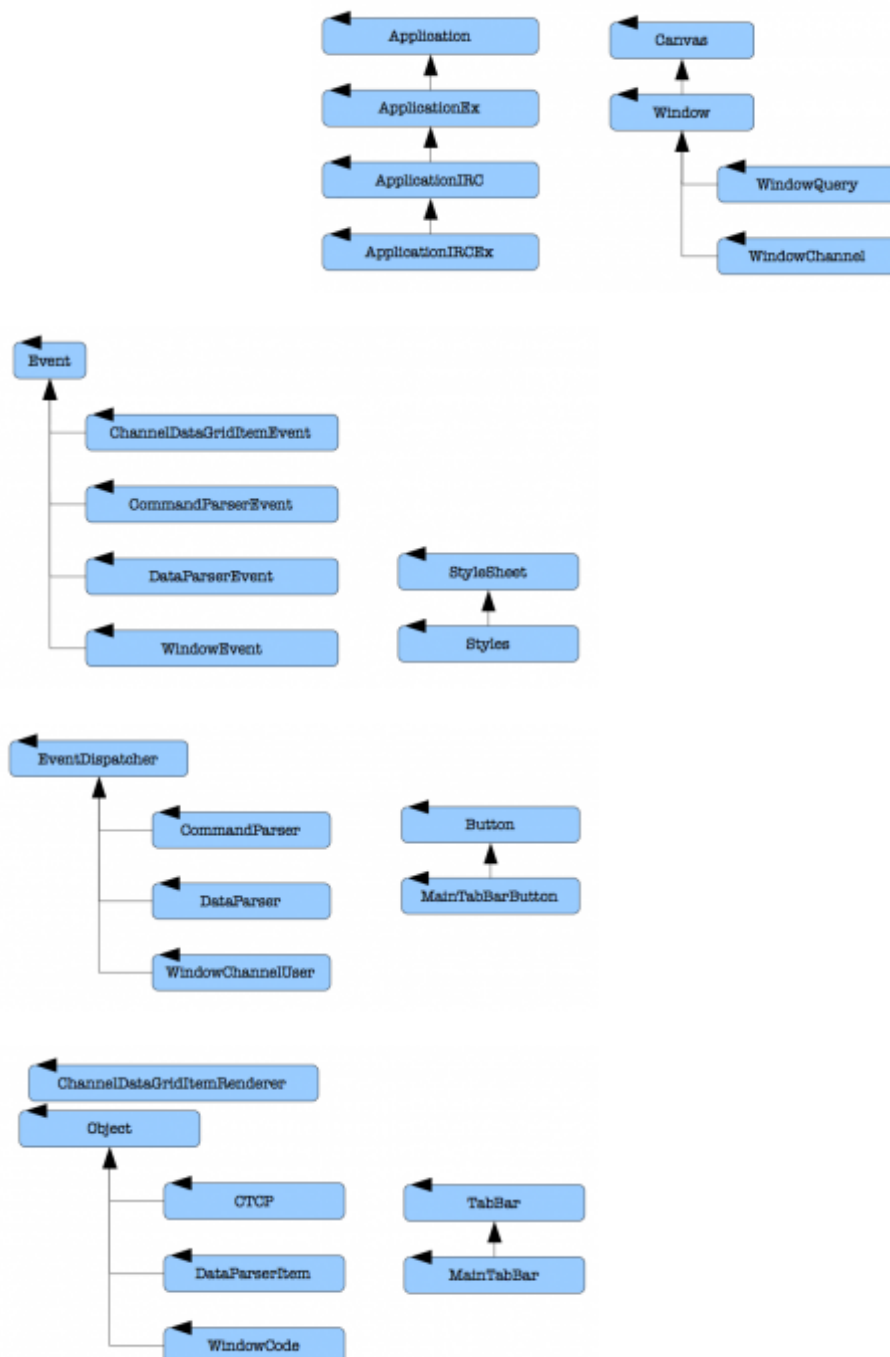 Application
Canvas
ApplicationEx
Window
ApplicationIRC
WindowQuery
ApplicationIRCEx
WindowChannel
Event
ChannelDataGridItemEvent
CommandParserEvent
DataParserEvent
StyleSheet
WindowEvent
Styles
EventDispatcher
CommandParser
Button
DataParser
MainTabBarButton
WindowChannelUser
ChannelDataGridItemRenderer
Object
CTCP
TabBar
DataParserItem
MainTabBar
WindowCode